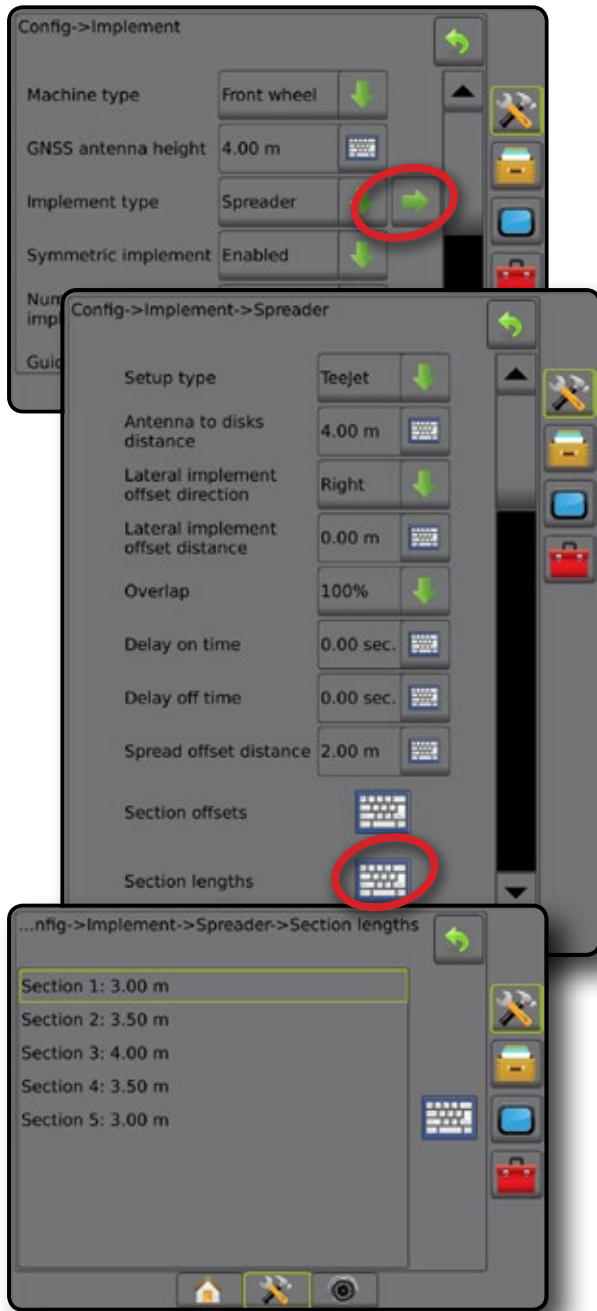 Config->Implement
Machine type Front wheel
GNSS antenna height 4.00 m
Implement type Spreader
Symmetric implement Enabled
Num
impl
Guid
Config->Implement->Spreader
Setup type TeeJet
Antenna to disks
distance 4.00 m
Lateral implement
offset direction Right
Lateral implement
offset distance 0.00 m
Overlap 100%
Delay on time 0.00 sec.
Delay off time 0.00 sec.
Spread offset distance 2.00 m
Section offsets
Section lengths
...nfig->Implement->Spreader->Section lengths
Section 1: 3.00 m
Section 2: 3.50 m
Section 3: 4.00 m
Section 4: 3.50 m
Section 5: 3.00 m